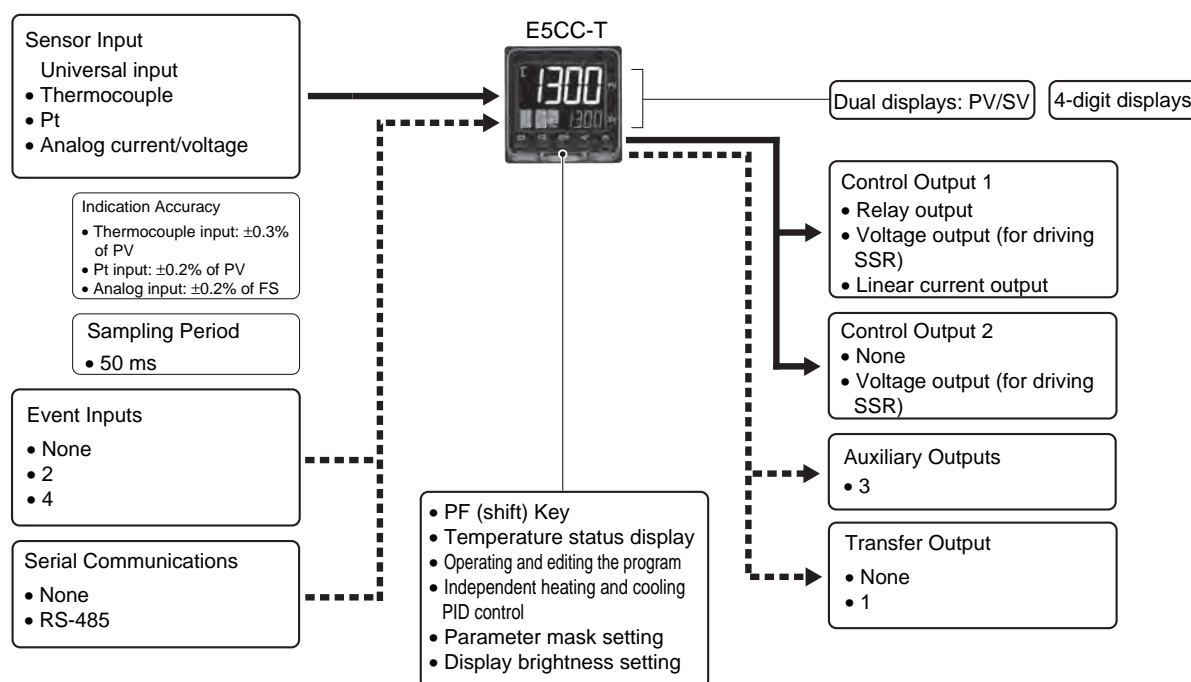 E5CC-T
Sensor Input
Universal input
• Thermocouple
• Pt
• Analog current/voltage
Indication Accuracy
• Thermocouple input: ±0.3%
of PV
• Pt input: ±0.2% of PV
• Analog input: ±0.2% of FS
Sampling Period
• 50 ms
Event Inputs
• None
• 2
• 4
Serial Communications
• None
• RS-485
C
1300
PV
1300
SV
• PF (shift) Key
• Temperature status display
• Operating and editing the program
• Independent heating and cooling
PID control
• Parameter mask setting
• Display brightness setting
Dual displays: PV/SV
4-digit displays
Control Output 1
• Relay output
• Voltage output (for driving
SSR)
• Linear current output
Control Output 2
• None
• Voltage output (for driving
SSR)
Auxiliary Outputs
• 3
Transfer Output
• None
• 1